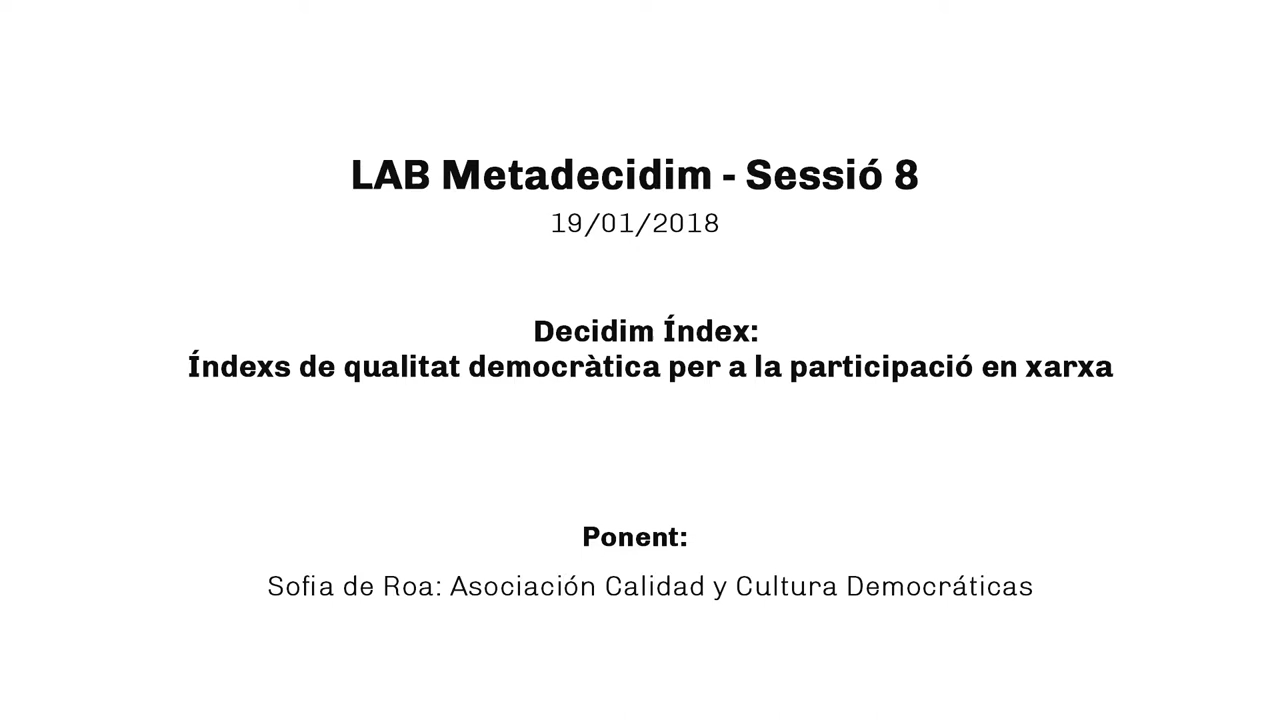 LAB Metadecidim - Sessió 8
19/01/2018
Decidim Índex:
Índexs de qualitat democràtica per a la participació en xarxa
Ponent:
Sofia de Roa: Asociación Calidad y Cultura Democráticas